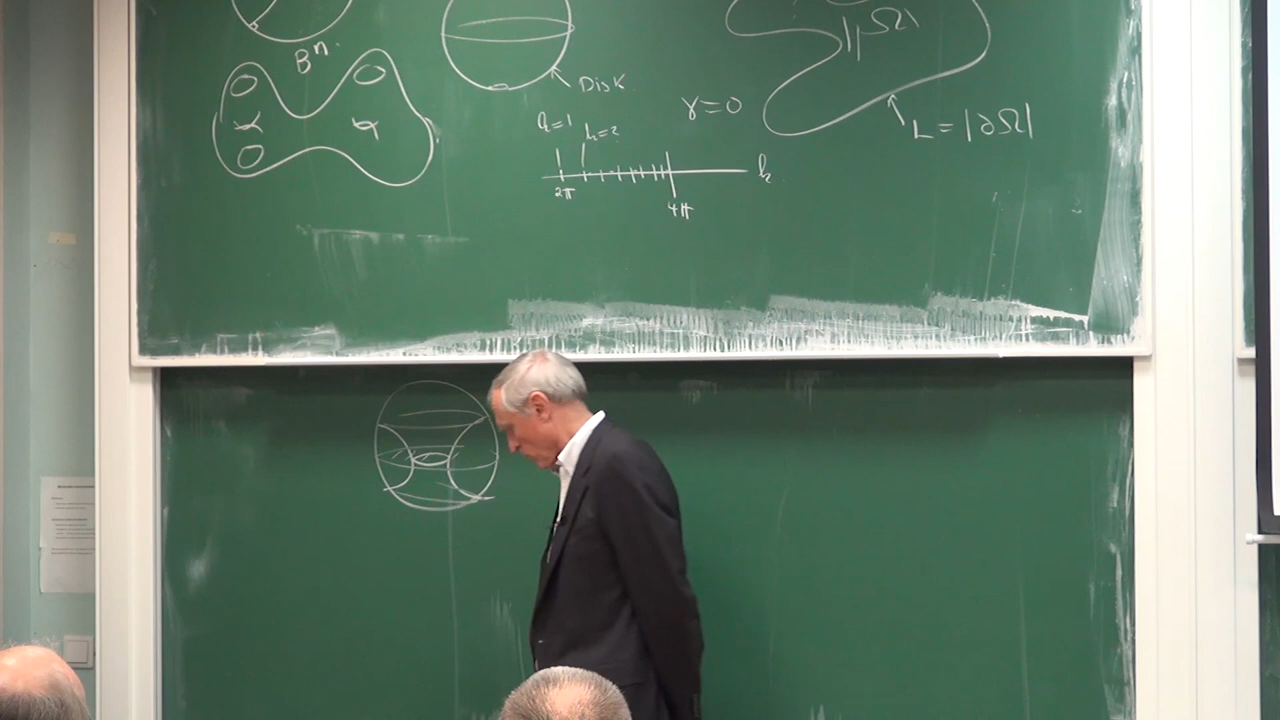 Bⁿ.
Disk
|Ω|
L = |∂Ω|
γ=0
k=1
k=2
2π
4π
k